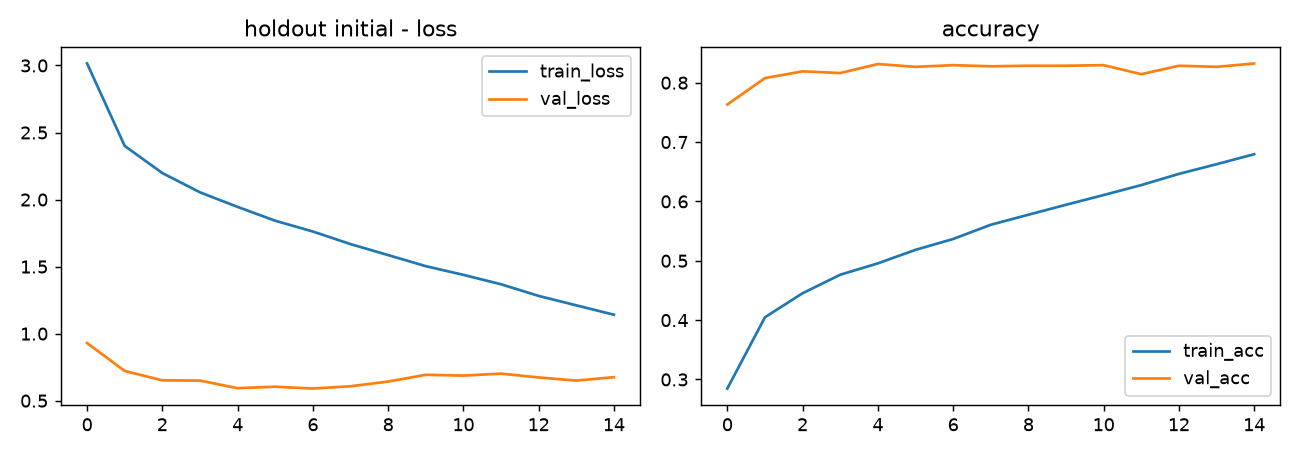 holdout initial - loss
3.0
2.5
2.0
1.5
1.0
0.5
0 2 4 6 8 10 12 14
train_loss
val_loss
accuracy
0.8
0.7
0.6
0.5
0.4
0.3
0 2 4 6 8 10 12 14
train_acc
val_acc